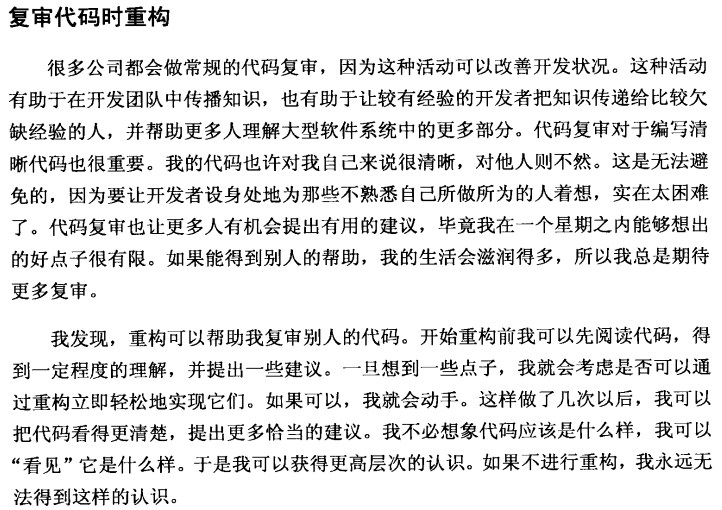 复审代码时重构
很多公司都会做常规的代码复审，因为这种活动可以改善开发状况。这种活动
有助于在开发团队中传播知识，也有助于让较有经验的开发者把知识传递给比较欠
缺经验的人，并帮助更多人理解大型软件系统中的更多部分。代码复审对于编写清
晰代码也很重要。我的代码也许对我自己来说很清晰，对他人则不然。这是无法避
免的，因为要让开发者设身处地为那些不熟悉自己所做所为的人着想，实在太困难
了。代码复审也让更多人有机会提出有用的建议，毕竟我在一个星期之内能够想出
的好点子很有限。如果能得到别人的帮助，我的生活会滋润得多，所以我总是期待
更多复审。
我发现，重构可以帮助我复审别人的代码。开始重构前我可以先阅读代码，得
到一定程度的理解，并提出一些建议。一旦想到一些点子，我就会考虑是否可以通
过重构立即轻松地实现它们。如果可以，我就会动手。这样做了几次以后，我可以
把代码看得更清楚，提出更多恰当的建议。我不必想象代码应该是什么样，我可以
“看见”它是什么样。于是我可以获得更高层次的认识。如果不进行重构，我永远无
法得到这样的认识。